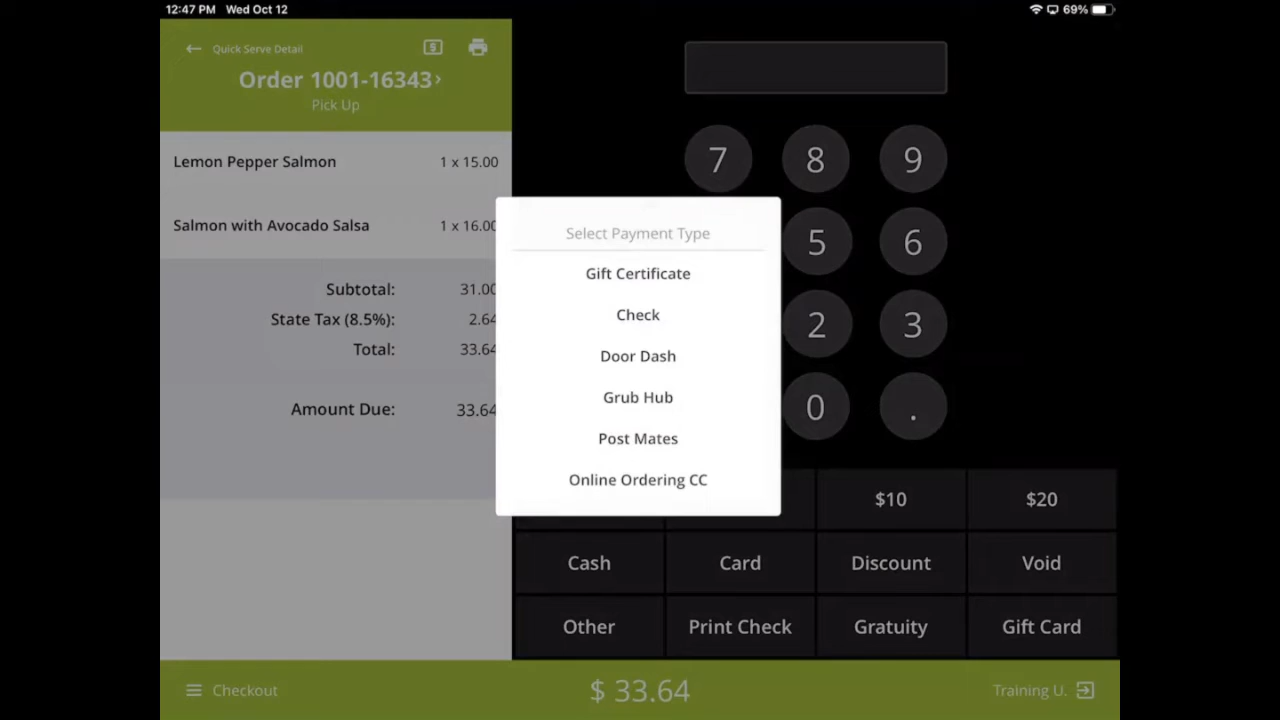 12:47 PM Wed Oct 12
69%
Quick Serve Detail
Order 1001-16343 ›
Pick Up
Lemon Pepper Salmon 1 x 15.00
Salmon with Avocado Salsa 1 x 16.00
Subtotal: 31.00
State Tax (8.5%): 2.64
Total: 33.64
Amount Due: 33.64
Select Payment Type
Gift Certificate
Check
Door Dash
Grub Hub
Post Mates
Online Ordering CC
7 8 9
5 6
2 3
0 .
$10 $20
Cash Card Discount Void
Other Print Check Gratuity Gift Card
Checkout $ 33.64 Training U.